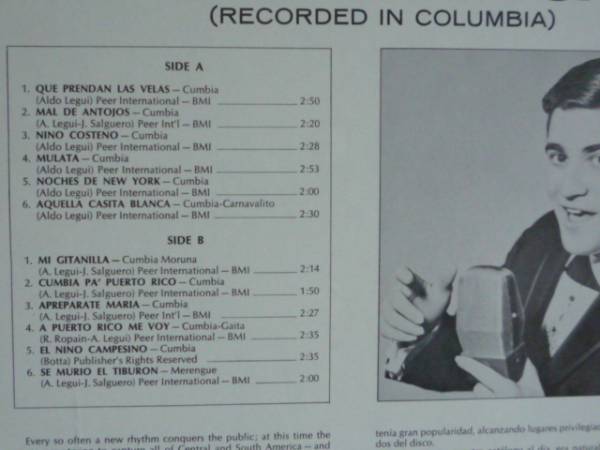 (RECORDED IN COLUMBIA)
SIDE A
1. QUE PRENDAN LAS VELAS — Cumbia
(Aldo Legui) Peer International — BMI 2:50
2. MAL DE ANTOJOS — Cumbia
(A. Legui-J. Salguero) Peer Int'l — BMI 2:20
3. NINO COSTENO — Cumbia
(Aldo Legui) Peer International — BMI 2:28
4. MULATA — Cumbia
(Aldo Legui) Peer International — BMI 2:53
5. NOCHES DE NEW YORK — Cumbia
(Aldo Legui) Peer International — BMI 2:00
6. AQUELLA CASITA BLANCA — Cumbia-Carnavalito
(Aldo Legui) Peer International — BMI 2:30
SIDE B
1. MI GITANILLA — Cumbia Moruna
(A. Legui-J. Salguero) Peer International — BMI 2:14
2. CUMBIA PA' PUERTO RICO — Cumbia
(A. Legui-J. Salguero) Peer International — BMI 1:50
3. APREPARATE MARIA — Cumbia
(A. Legui-J. Salguero) Peer Int'l — BMI 2:27
4. A PUERTO RICO ME VOY — Cumbia-Gaita
(R. Ropain-A. Legui) Peer International — BMI 2:35
5. EL NINO CAMPESINO — Cumbia
(Botta) Publisher's Rights Reserved 2:35
6. SE MURIO EL TIBURON — Merengue
(A. Legui-J. Salguero) Peer International — BMI 2:00
Every so often a new rhythm conquers the public; at this time the
all of Central and South America — and
tenía gran popularidad, alcanzando lugares
dos del disco.